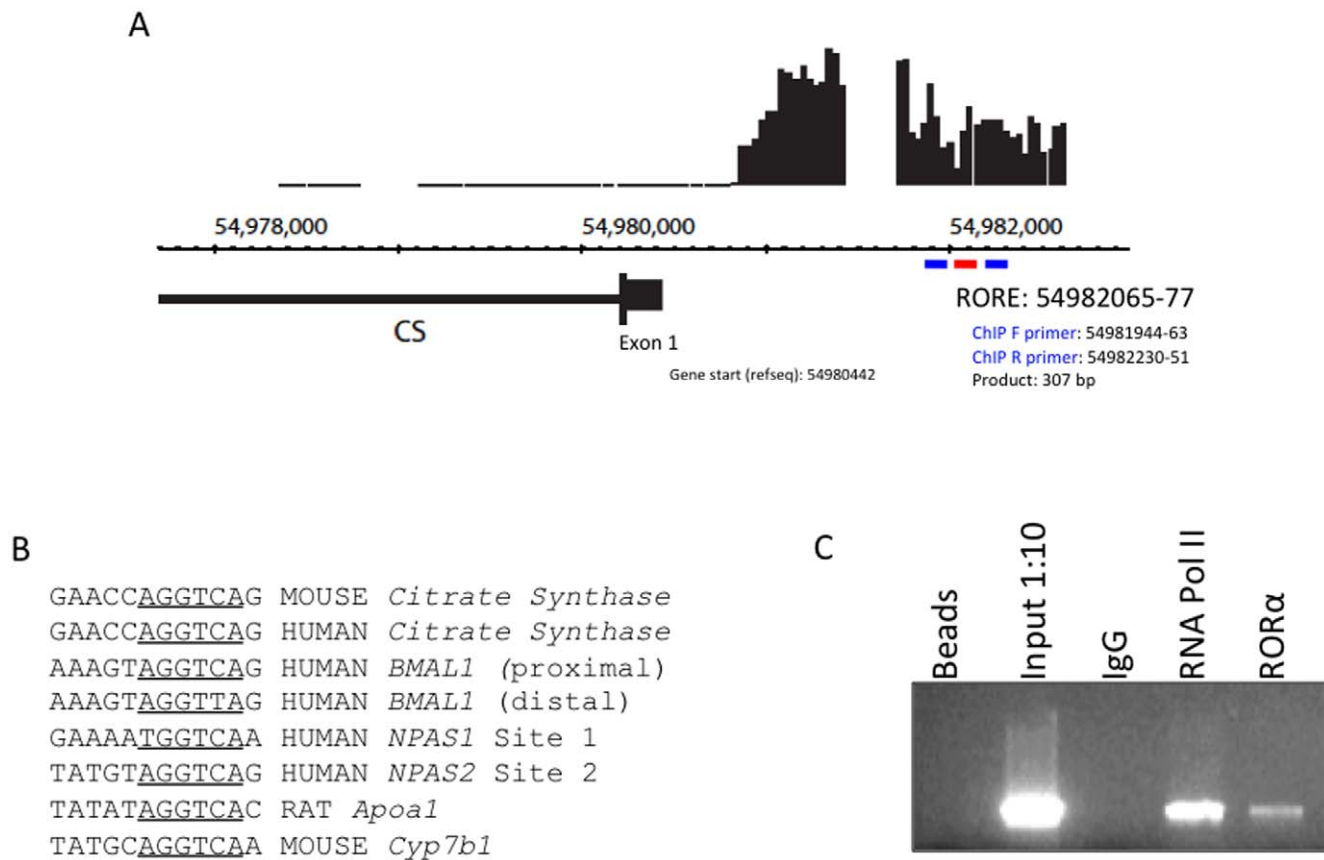 A
54,978,000
54,980,000
54,982,000
CS
Exon 1
Gene start (refseq): 54980442
RORE: 54982065-77
ChIP F primer: 54981944-63
ChIP R primer: 54982230-51
Product: 307 bp
B
GAACCAGGTCAG MOUSE Citrate Synthase
GAACCAGGTCAG HUMAN Citrate Synthase
AAAGTAGGTCAG HUMAN BMAL1 (proximal)
AAAGTAGGTTAG HUMAN BMAL1 (distal)
GAAAATGGTCAA HUMAN NPAS1 Site 1
TATGTAGGTCAG HUMAN NPAS2 Site 2
TATATAGGTCAC RAT Apoa1
TATGCAGGTCAA MOUSE Cyp7b1
C
Beads
Input 1:10
IgG
RNA Pol II
RORα